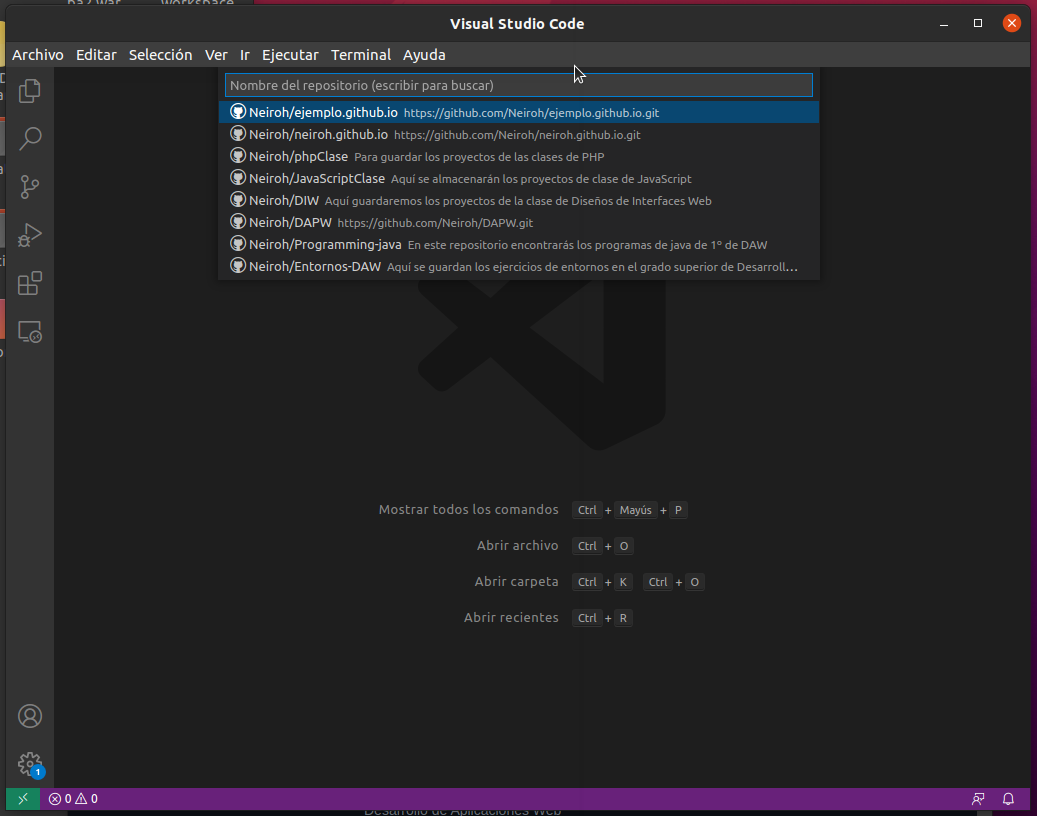 ba2 war workspace
Visual Studio Code
Archivo Editar Selección Ver Ir Ejecutar Terminal Ayuda
Nombre del repositorio (escribir para buscar)
Neiroh/ejemplo.github.io https://github.com/Neiroh/ejemplo.github.io.git
Neiroh/neiroh.github.io https://github.com/Neiroh/neiroh.github.io.git
Neiroh/phpClase Para guardar los proyectos de las clases de PHP
Neiroh/JavaScriptClase Aquí se almacenarán los proyectos de clase de JavaScript
Neiroh/DIW Aquí guardaremos los proyectos de la clase de Diseños de Interfaces Web
Neiroh/DAPW https://github.com/Neiroh/DAPW.git
Neiroh/Programming-java En este repositorio encontrarás los programas de java de 1º de DAW
Neiroh/Entornos-DAW Aquí se guardan los ejercicios de entornos en el grado superior de Desarroll...
Mostrar todos los comandos Ctrl + Mayús + P
Abrir archivo Ctrl + O
Abrir carpeta Ctrl + K Ctrl + O
Abrir recientes Ctrl + R
1
0 0
Desarrollo de Aplicaciones Web